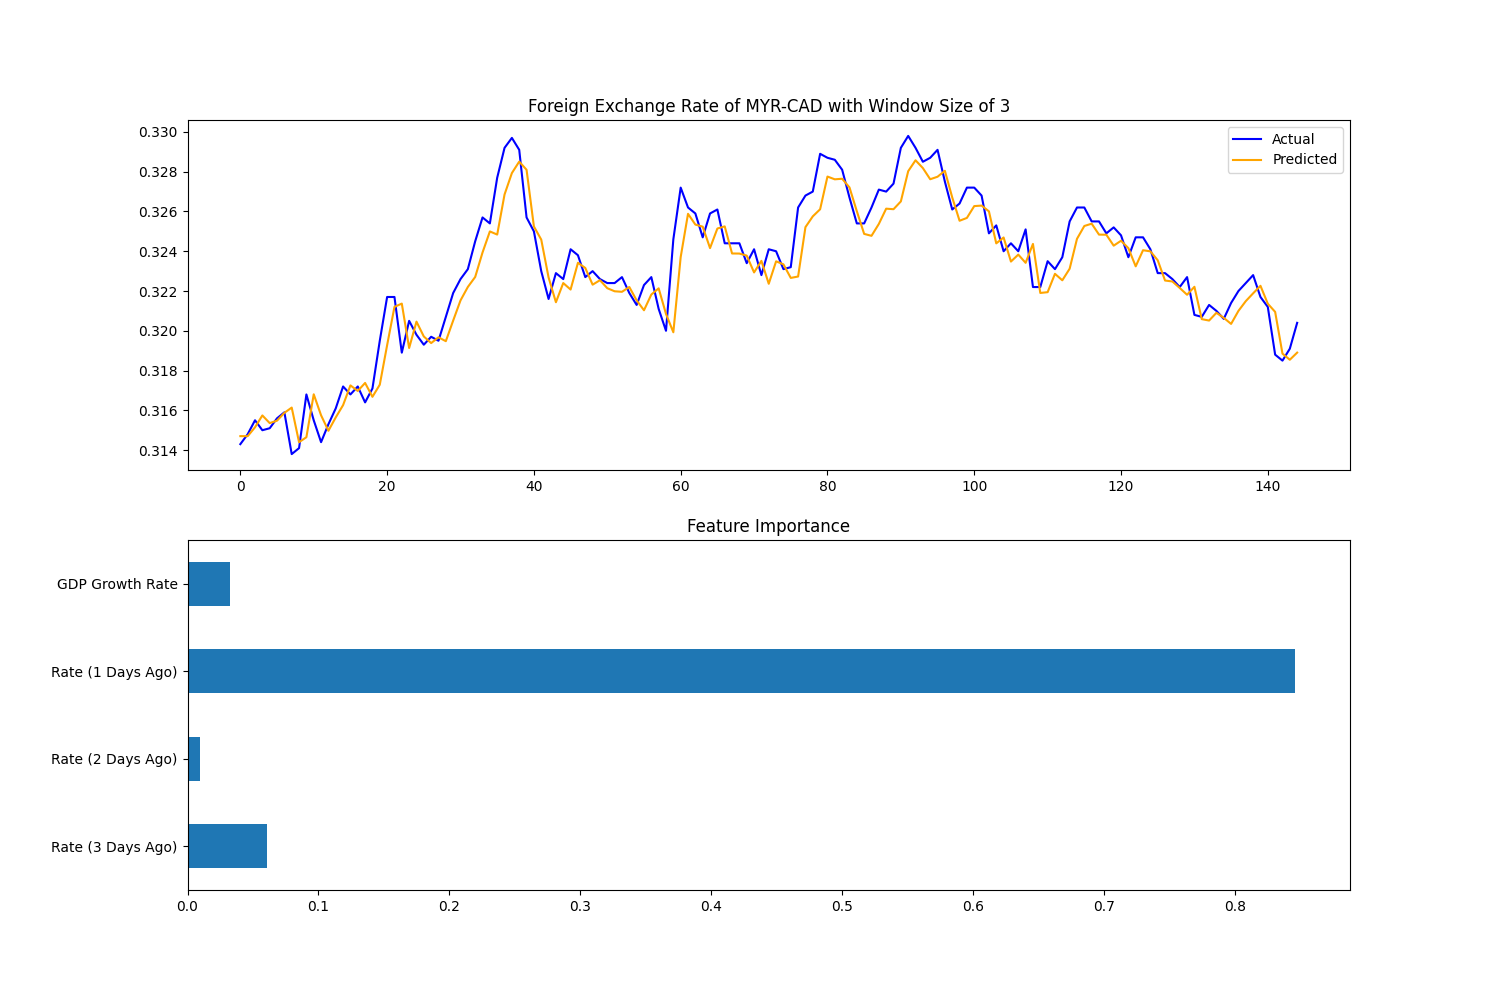 Foreign Exchange Rate of MYR-CAD with Window Size of 3
Actual
Predicted
0.330
0.328
0.326
0.324
0.322
0.320
0.318
0.316
0.314
0 20 40 60 80 100 120 140
Feature Importance
GDP Growth Rate
Rate (1 Days Ago)
Rate (2 Days Ago)
Rate (3 Days Ago)
0.0 0.1 0.2 0.3 0.4 0.5 0.6 0.7 0.8